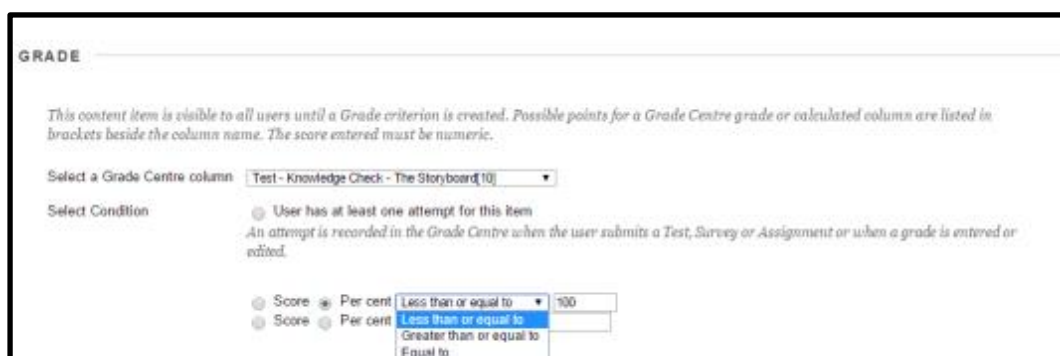 GRADE
This content item is visible to all users until a Grade criterion is created. Possible points for a Grade Centre grade or calculated column are listed in
brackets beside the column name. The score entered must be numeric.
Select a Grade Centre column Test - Knowledge Check - The Storyboard[10]
Select Condition User has at least one attempt for this item
An attempt is recorded in the Grade Centre when the user submits a Test, Survey or Assignment or when a grade is entered or
edited.
Score Per cent Less than or equal to 100
Score Per cent Less than or equal to
Greater than or equal to
Equal to